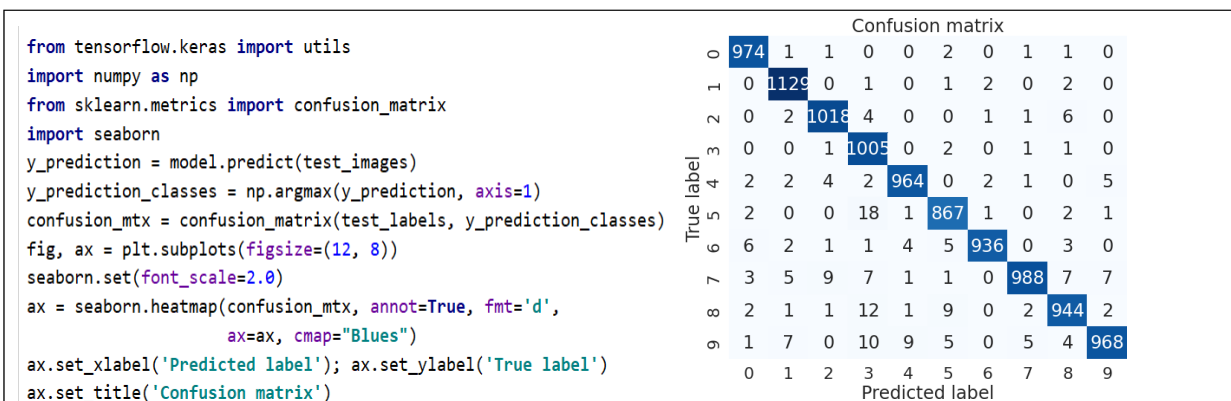 from tensorflow.keras import utils
import numpy as np
from sklearn.metrics import confusion_matrix
import seaborn
y_prediction = model.predict(test_images)
y_prediction_classes = np.argmax(y_prediction, axis=1)
confusion_mtx = confusion_matrix(test_labels, y_prediction_classes)
fig, ax = plt.subplots(figsize=(12, 8))
seaborn.set(font_scale=2.0)
ax = seaborn.heatmap(confusion_mtx, annot=True, fmt='d',
ax=ax, cmap="Blues")
ax.set_xlabel('Predicted label'); ax.set_ylabel('True label')
ax.set_title('Confusion matrix')
Confusion matrix
True label
0 974 1 1 0 0 2 0 1 1 0
1 0 1129 0 1 0 1 2 0 2 0
2 0 2 1018 4 0 0 1 1 6 0
3 0 0 1 1005 0 2 0 1 1 0
4 2 2 4 2 964 0 2 1 0 5
5 2 0 0 18 1 867 1 0 2 1
6 6 2 1 1 4 5 936 0 3 0
7 3 5 9 7 1 1 0 988 7 7
8 2 1 1 12 1 9 0 2 944 2
9 1 7 0 10 9 5 0 5 4 968
0 1 2 3 4 5 6 7 8 9
Predicted label